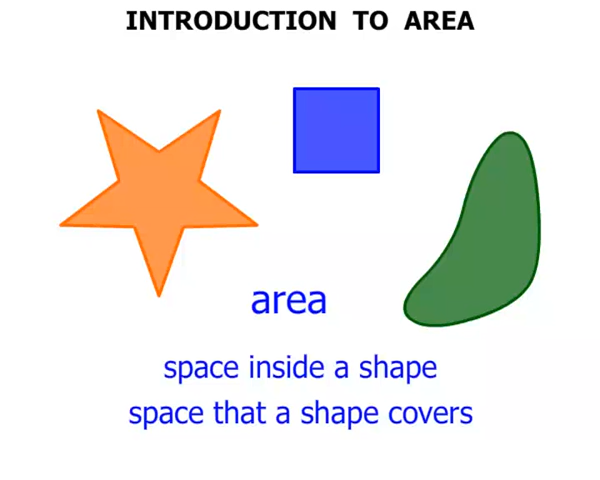 INTRODUCTION TO AREA
area
space inside a shape
space that a shape covers